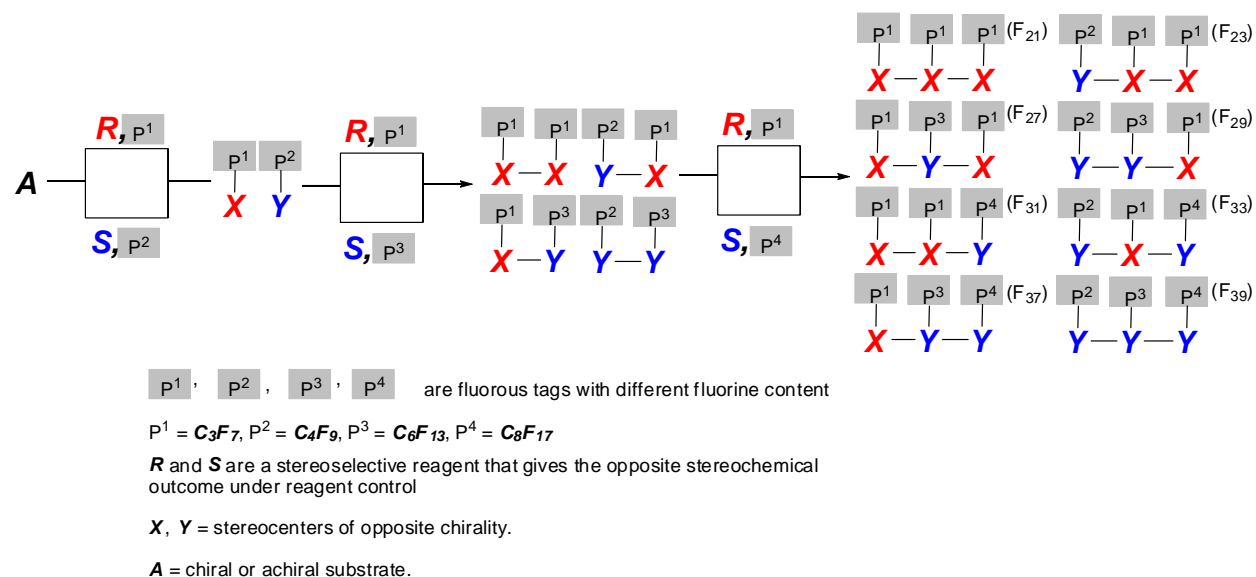 P¹ P¹ P¹ (F₂₁) P² P¹ P¹ (F₂₃)
X — X — X Y — X — X
R, P¹ R, P¹ P¹ P¹ P² P¹ R, P¹ P¹ P³ P¹ (F₂₇) P² P³ P¹ (F₂₉)
A P¹ P² X — X Y — X X — Y — X Y — Y — X
X Y P¹ P³ P² P³ P¹ P¹ P⁴ (F₃₁) P² P¹ P⁴ (F₃₃)
S, P² S, P³ X — Y Y — Y S, P⁴ X — X — Y Y — X — Y
P¹ P³ P⁴ (F₃₇) P² P³ P⁴ (F₃₉)
X — Y — Y Y — Y — Y
P¹ , P² , P³ , P⁴ are fluorous tags with different fluorine content
P¹ = C₃F₇, P² = C₄F₉, P³ = C₆F₁₃, P⁴ = C₈F₁₇
R and S are a stereoselective reagent that gives the opposite stereochemical
outcome under reagent control
X, Y = stereocenters of opposite chirality.
A = chiral or achiral substrate.